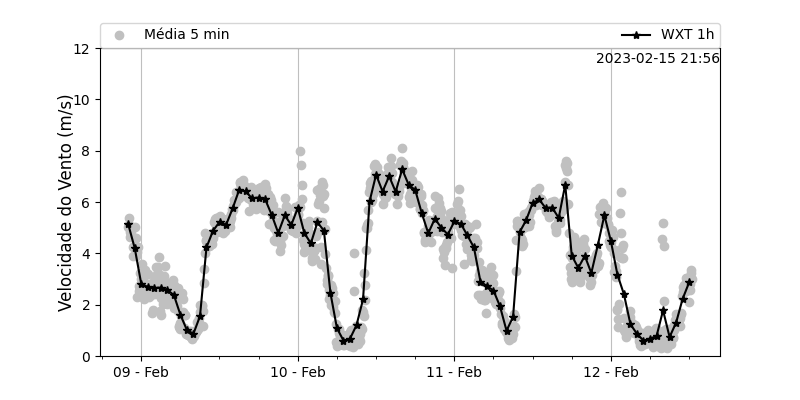 Média 5 min
WXT 1h
2023-02-15 21:56
Velocidade do Vento (m/s)
12
10
8
6
4
2
0
09 - Feb
10 - Feb
11 - Feb
12 - Feb